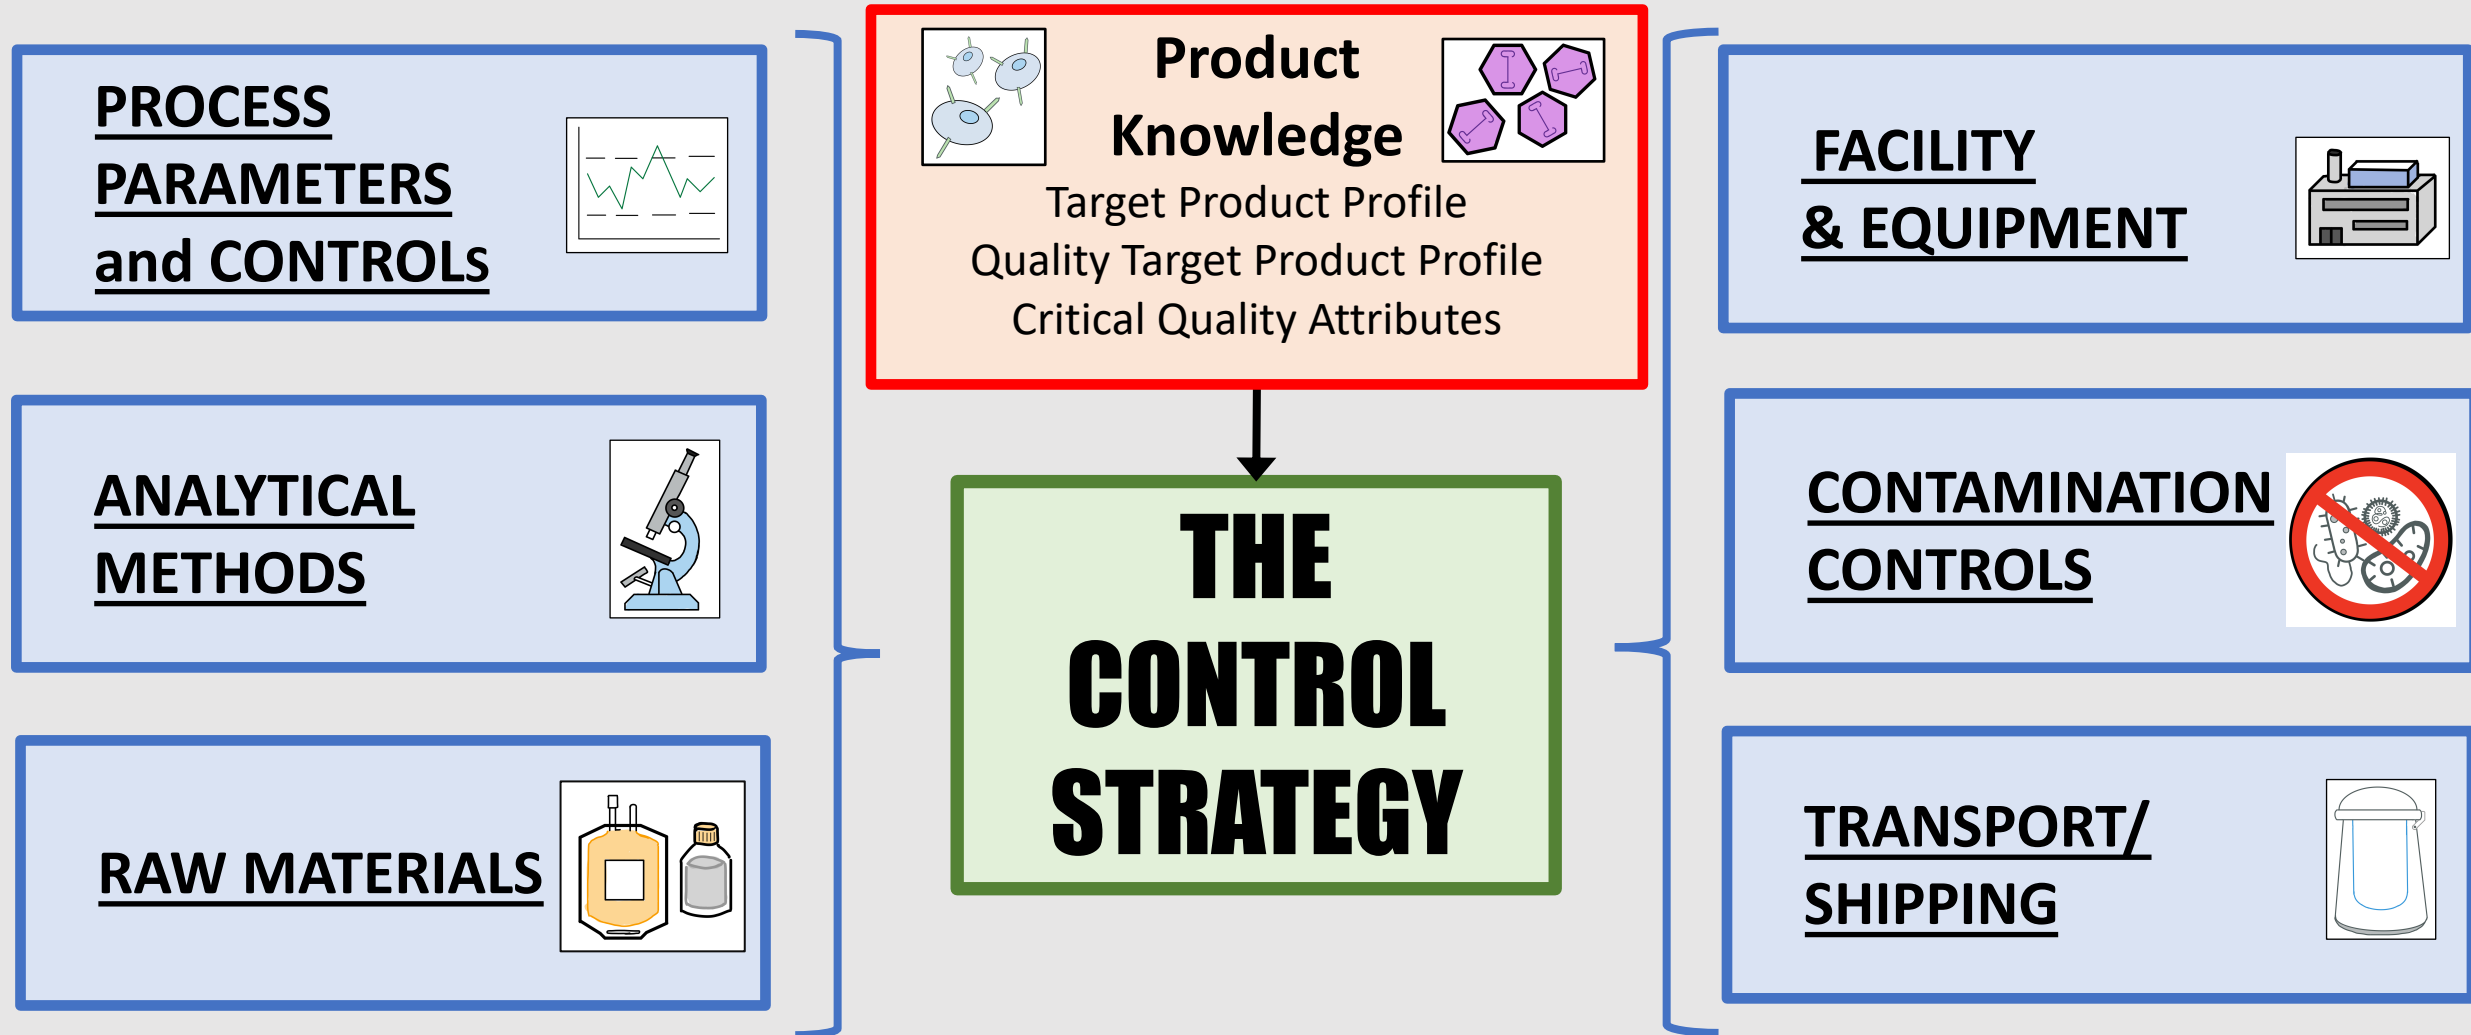 PROCESS
PARAMETERS
and CONTROLs
ANALYTICAL
METHODS
RAW MATERIALS
Product
Knowledge
Target Product Profile
Quality Target Product Profile
Critical Quality Attributes
THE
CONTROL
STRATEGY
FACILITY
& EQUIPMENT
CONTAMINATION
CONTROLS
TRANSPORT/
SHIPPING